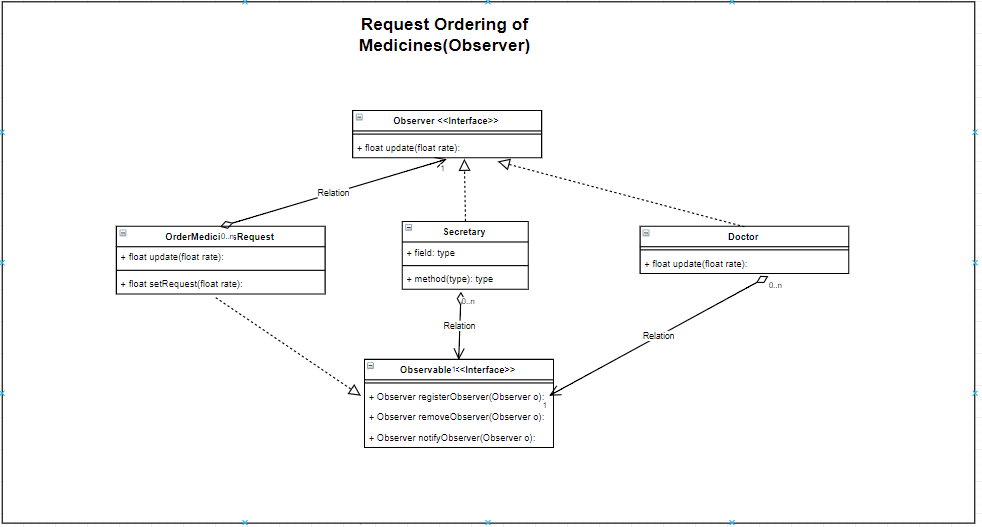 Request Ordering of
Medicines(Observer)
Observer <<Interface>>
+ float update(float rate):
1
Relation
0..n
Request
+ float update(float rate):
+ float setRequest(float rate):
Secretary
+ field: type
+ method(type): type
0..n
Relation
Doctor
+ float update(float rate):
0..n
Relation
Observable
1
<<Interface>>
+ Observer registerObserver(Observer o):
1
+ Observer removeObserver(Observer o):
+ Observer notifyObserver(Observer o):